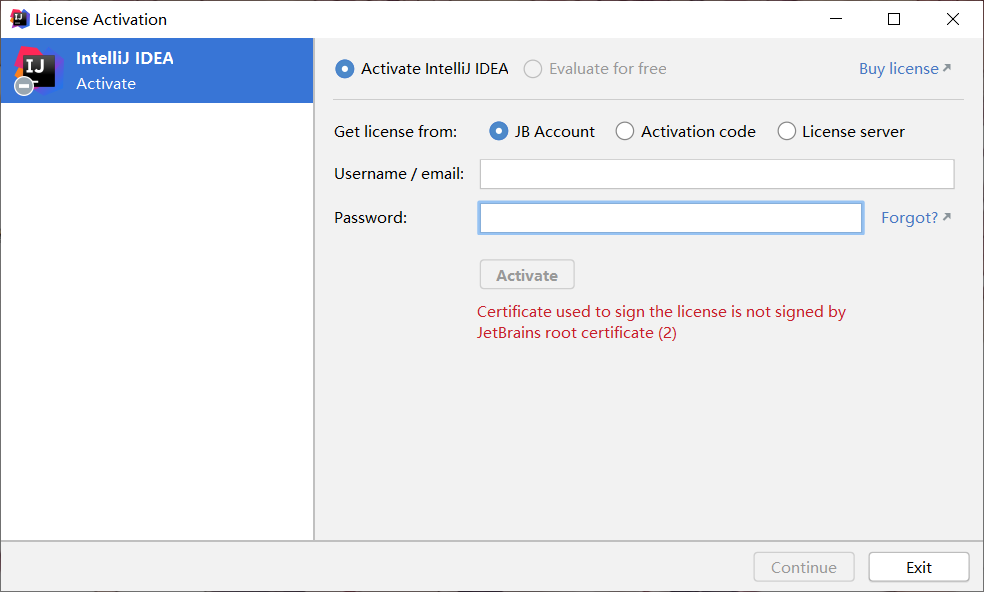 License Activation
IntelliJ IDEA
Activate
Activate IntelliJ IDEA Evaluate for free Buy license
Get license from: JB Account Activation code License server
Username / email:
Password: Forgot?
Activate
Certificate used to sign the license is not signed by
JetBrains root certificate (2)
Continue Exit
IJ